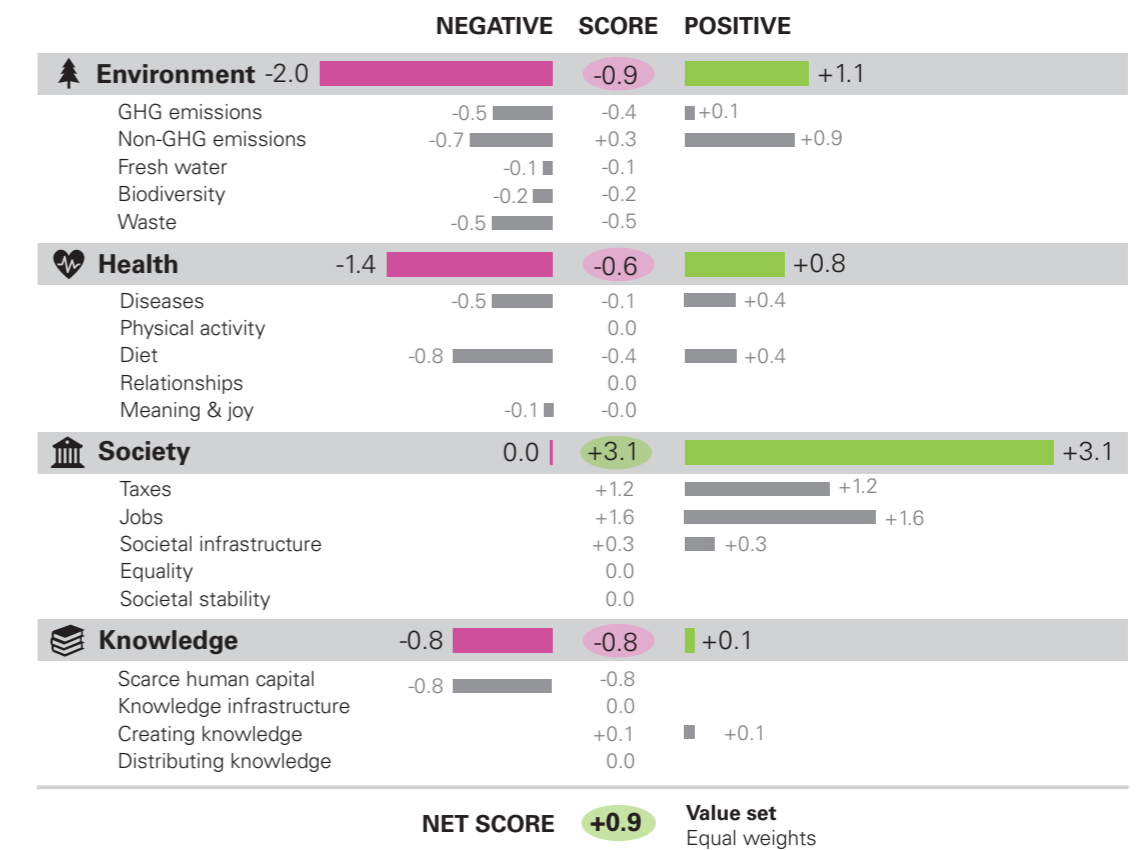 NEGATIVE SCORE POSITIVE
Environment -2.0 -0.9 +1.1
GHG emissions -0.5 -0.4 +0.1
Non-GHG emissions -0.7 +0.3 +0.9
Fresh water -0.1 -0.1
Biodiversity -0.2 -0.2
Waste -0.5 -0.5
Health -1.4 -0.6 +0.8
Diseases -0.5 -0.1 +0.4
Physical activity 0.0
Diet -0.8 -0.4 +0.4
Relationships 0.0
Meaning & joy -0.1 -0.0
Society 0.0 +3.1 +3.1
Taxes +1.2 +1.2
Jobs +1.6 +1.6
Societal infrastructure +0.3 +0.3
Equality 0.0
Societal stability 0.0
Knowledge -0.8 -0.8 +0.1
Scarce human capital -0.8 -0.8
Knowledge infrastructure 0.0
Creating knowledge +0.1 +0.1
Distributing knowledge 0.0
NET SCORE +0.9 Value set
Equal weights